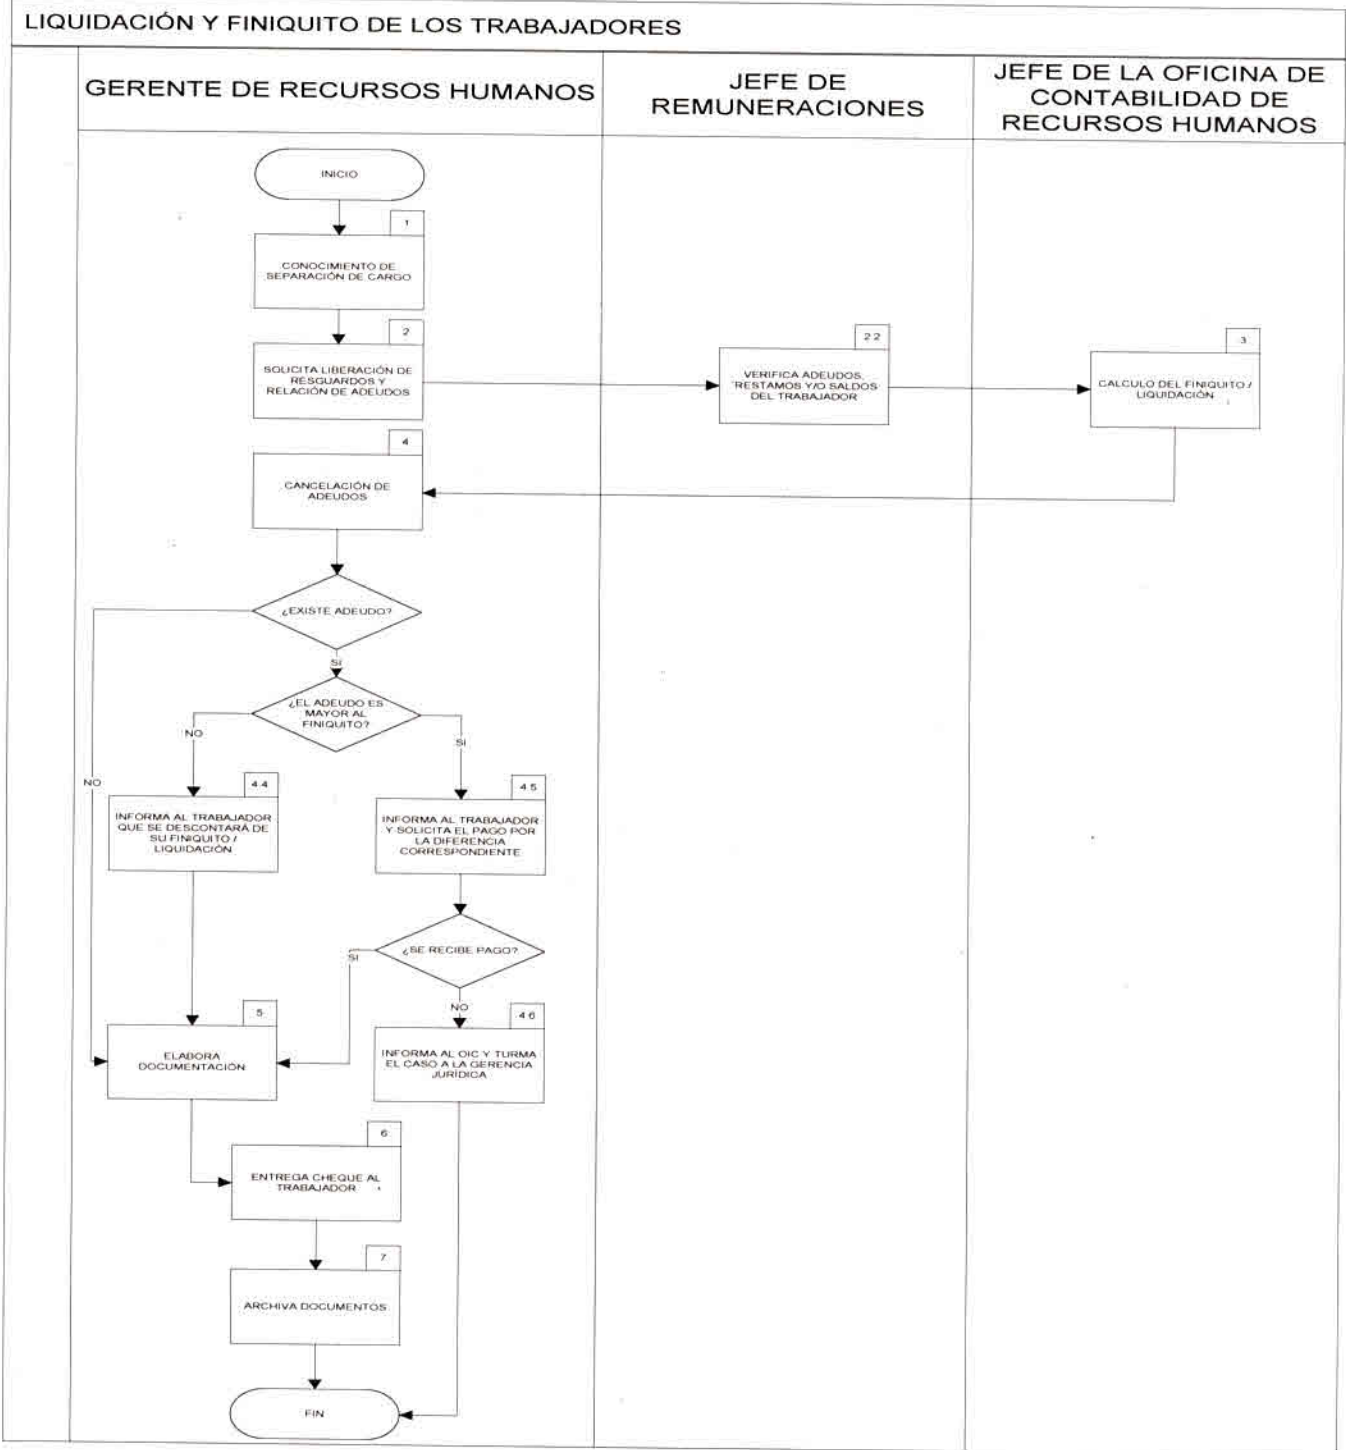 LIQUIDACIÓN Y FINIQUITO DE LOS TRABAJADORES
GERENTE DE RECURSOS HUMANOS
JEFE DE
REMUNERACIONES
JEFE DE LA OFICINA DE
CONTABILIDAD DE
RECURSOS HUMANOS
INICIO
1
CONOCIMIENTO DE
SEPARACIÓN DE CARGO
2
SOLICITA LIBERACIÓN DE
RESGUARDOS Y
RELACIÓN DE ADEUDOS
2.2
VERIFICA ADEUDOS,
RESTAMOS Y/O SALDOS
DEL TRABAJADOR
3
CALCULO DEL FINIQUITO /
LIQUIDACIÓN
4
CANCELACIÓN DE
ADEUDOS
¿EXISTE ADEUDO?
SI
¿EL ADEUDO ES
MAYOR AL
FINIQUITO?
NO
SI
NO
4.4
INFORMA AL TRABAJADOR
QUE SE DESCONTARÁ DE
SU FINIQUITO /
LIQUIDACIÓN
4.5
INFORMA AL TRABAJADOR
Y SOLICITA EL PAGO POR
LA DIFERENCIA
CORRESPONDIENTE
¿SE RECIBE PAGO?
SI
NO
5
ELABORA
DOCUMENTACIÓN
4.6
INFORMA AL OIC Y TURMA
EL CASO A LA GERENCIA
JURÍDICA
6
ENTREGA CHEQUE AL
TRABAJADOR
7
ARCHIVA DOCUMENTOS
FIN